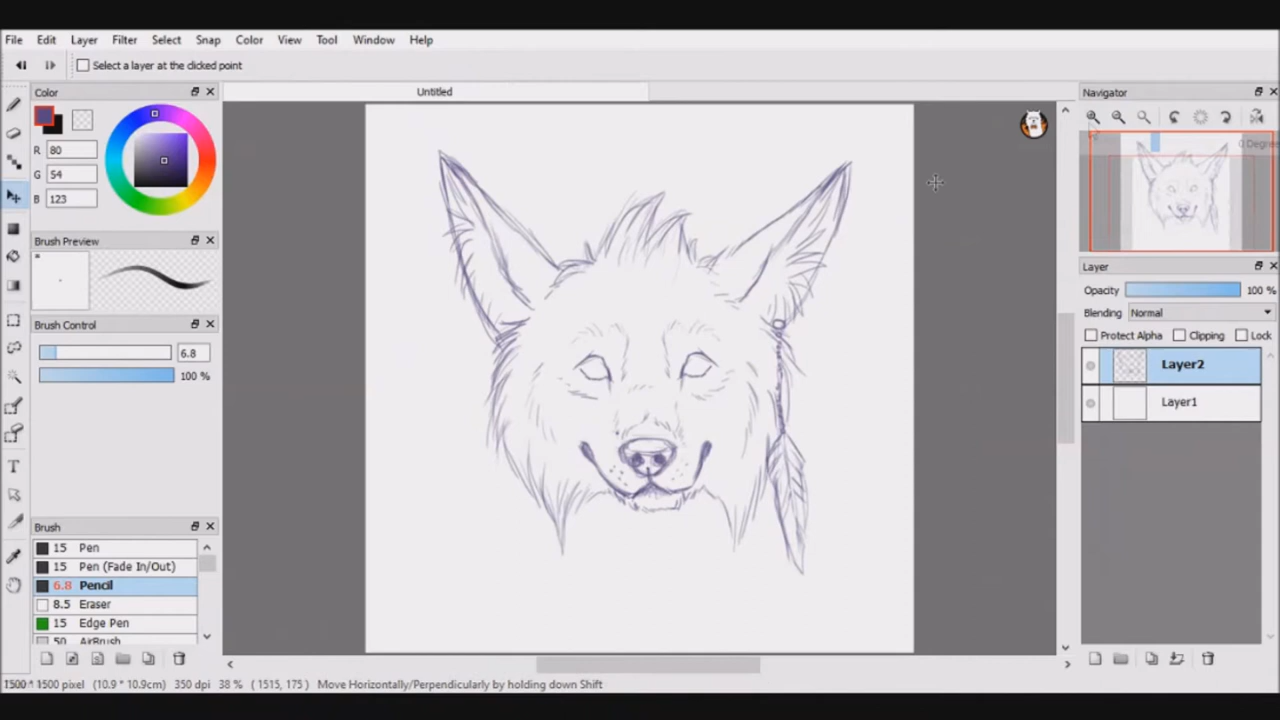 File Edit Layer Filter Select Snap Color View Tool Window Help
Select a layer at the clicked point
Color
Untitled
Navigator
R 80
G 54
B 123
0 Degree
Brush Preview
Layer
Opacity 100 %
Blending Normal
Brush Control
Protect Alpha Clipping Lock
6.8
100 %
Layer2
Layer1
Brush
15 Pen
15 Pen (Fade In/Out)
6.8 Pencil
8.5 Eraser
15 Edge Pen
50 AirBrush
1500 * 1500 pixel (10.9 * 10.9cm) 350 dpi 38 % ( 1515, 175 ) Move Horizontally/Perpendicularly by holding down Shift